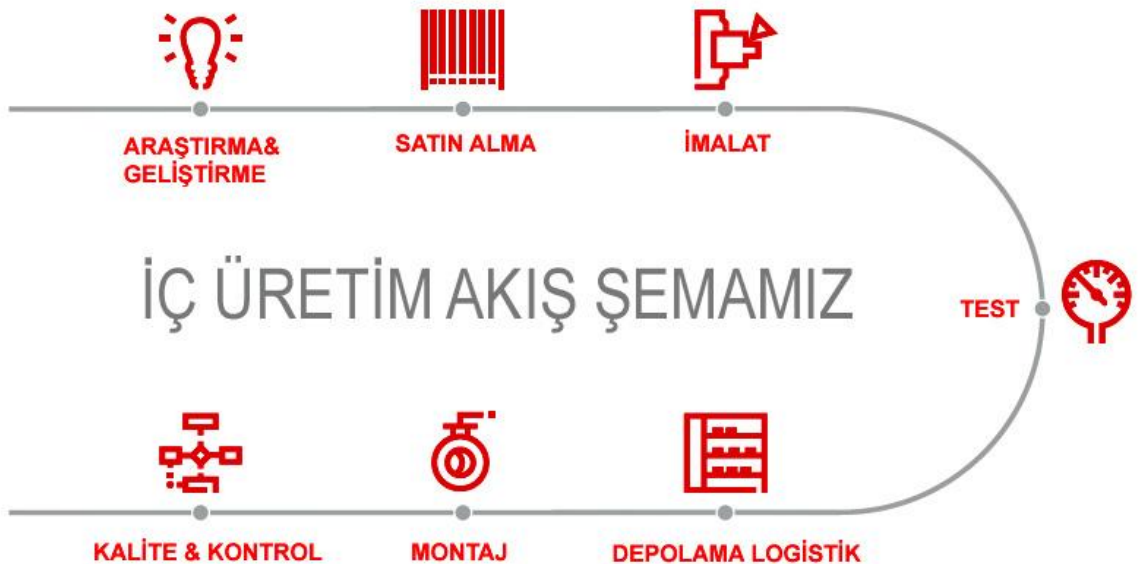 ARAŞTIRMA&
GELİŞTİRME
SATIN ALMA
İMALAT
İÇ ÜRETİM AKIŞ ŞEMAMIZ
TEST
KALİTE & KONTROL
MONTAJ
DEPOLAMA LOGİSTİK